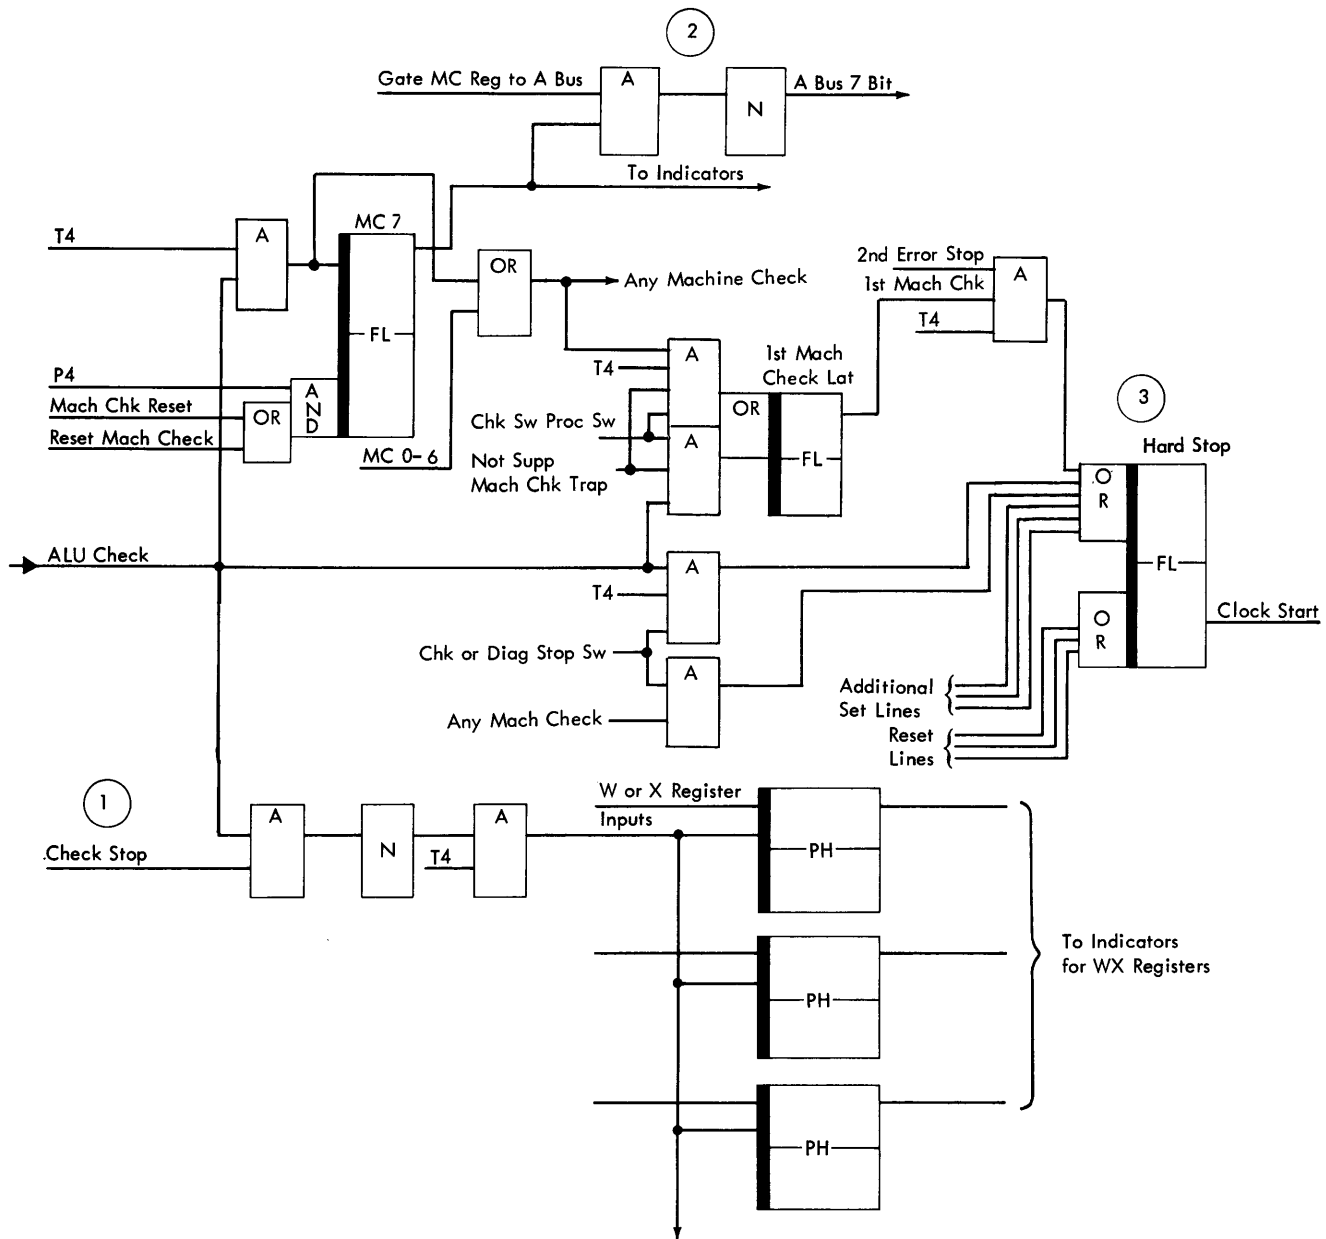 2
Gate MC Reg to A Bus
A
N
A Bus 7 Bit
To Indicators
T4
A
MC 7
FL
OR
Any Machine Check
2nd Error Stop
1st Mach Chk
T4
A
P4
Mach Chk Reset
Reset Mach Check
OR
AND
MC 0-6
T4
A
Chk Sw Proc Sw
Not Supp
Mach Chk Trap
A
OR
1st Mach
Check Lat
FL
3
Hard Stop
OR
FL
OR
Clock Start
ALU Check
A
T4
Chk or Diag Stop Sw
A
Any Mach Check
Additional
Set Lines
Reset
Lines
1
Check Stop
A
N
T4
A
W or X Register
Inputs
PH
PH
PH
To Indicators
for WX Registers